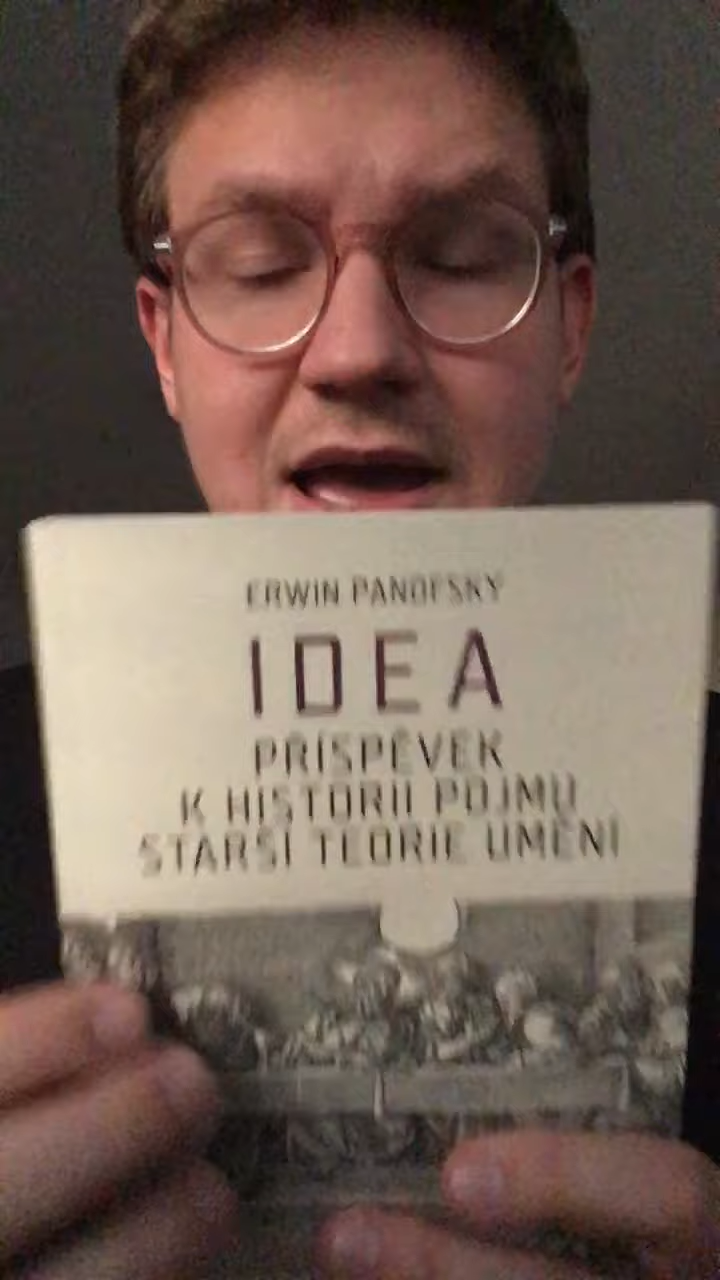 ERWIN PANOFSKY
IDEA
PŘÍSPĚVEK
K HISTORII POJMU
STARŠÍ TEORIE UMĚNÍ